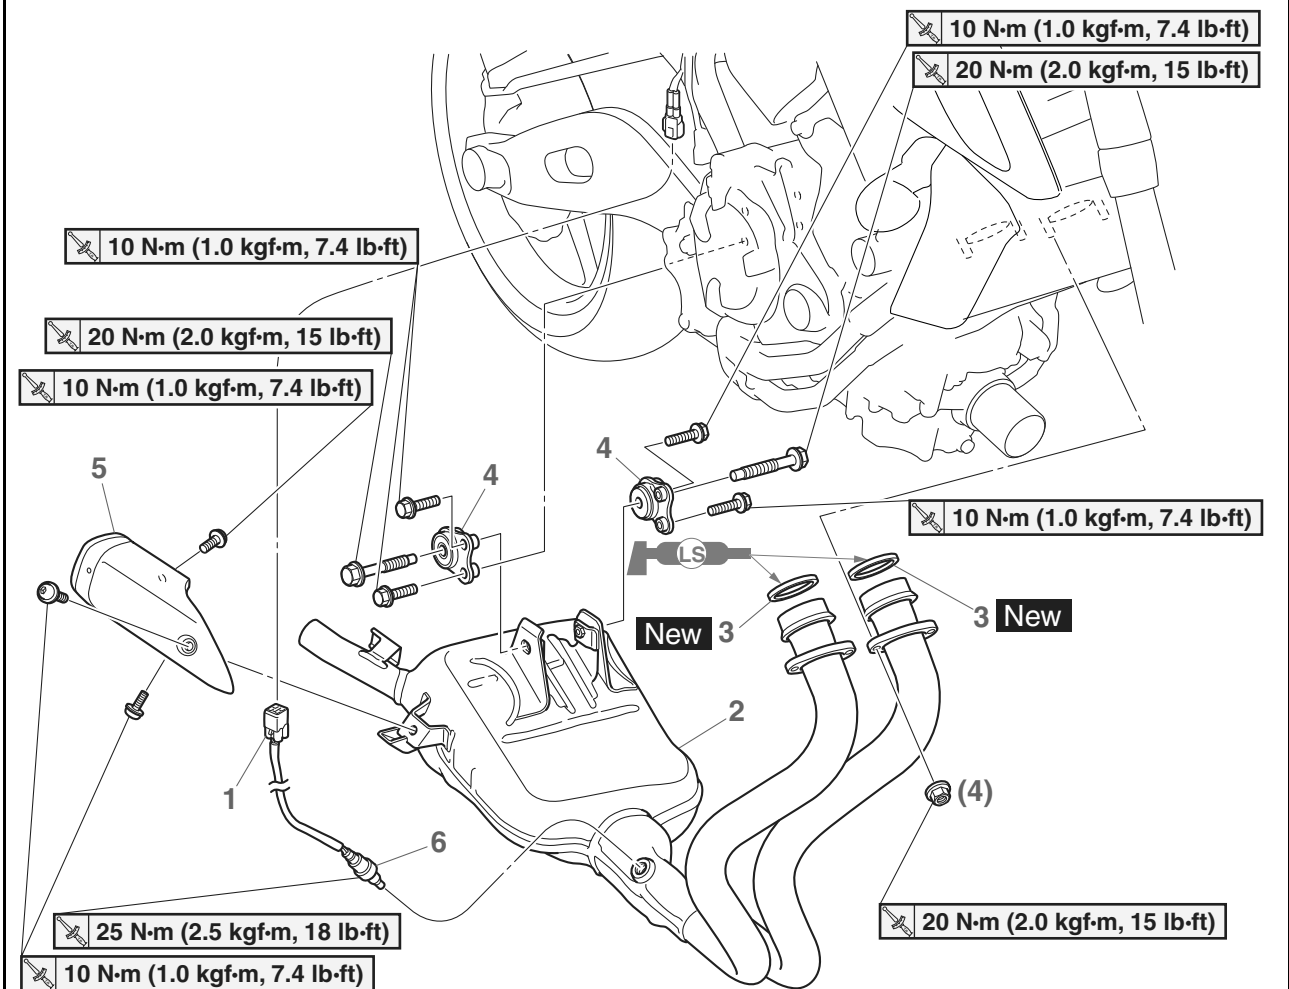 10 N•m (1.0 kgf•m, 7.4 lb•ft)
20 N•m (2.0 kgf•m, 15 lb•ft)
10 N•m (1.0 kgf•m, 7.4 lb•ft)
20 N•m (2.0 kgf•m, 15 lb•ft)
10 N•m (1.0 kgf•m, 7.4 lb•ft)
5
4
4
10 N•m (1.0 kgf•m, 7.4 lb•ft)
LS
New 3
3 New
2
1
(4)
6
20 N•m (2.0 kgf•m, 15 lb•ft)
25 N•m (2.5 kgf•m, 18 lb•ft)
10 N•m (1.0 kgf•m, 7.4 lb•ft)